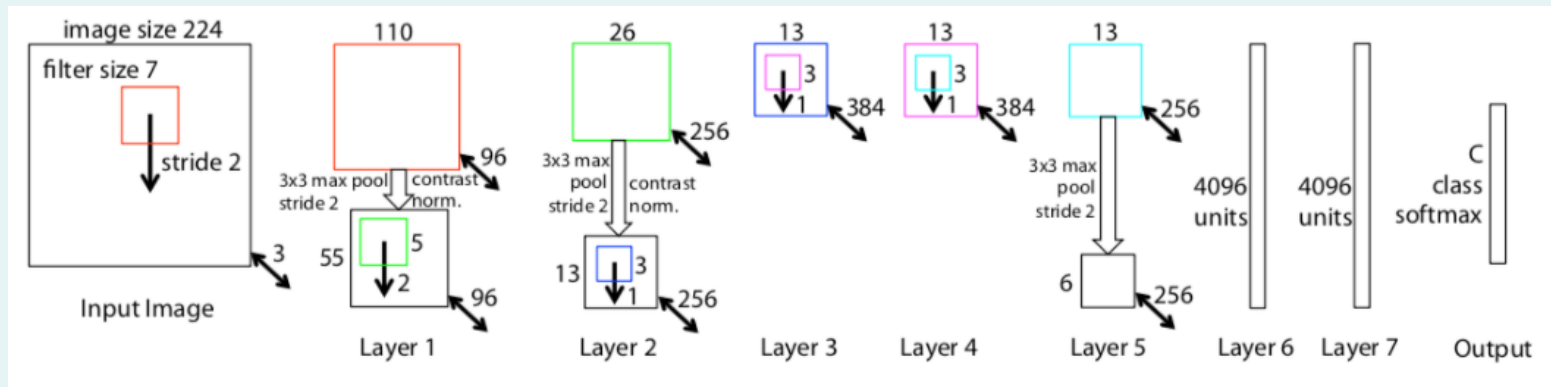 image size 224
filter size 7
stride 2
3
Input Image
110
96
3x3 max pool
stride 2
contrast
norm.
55
5
2
96
Layer 1
26
256
3x3 max
pool
stride 2
contrast
norm.
13
3
1
256
Layer 2
13
3
1
384
Layer 3
13
3
1
384
Layer 4
13
256
3x3 max
pool
stride 2
6
256
Layer 5
4096
units
Layer 6
4096
units
Layer 7
C
class
softmax
Output